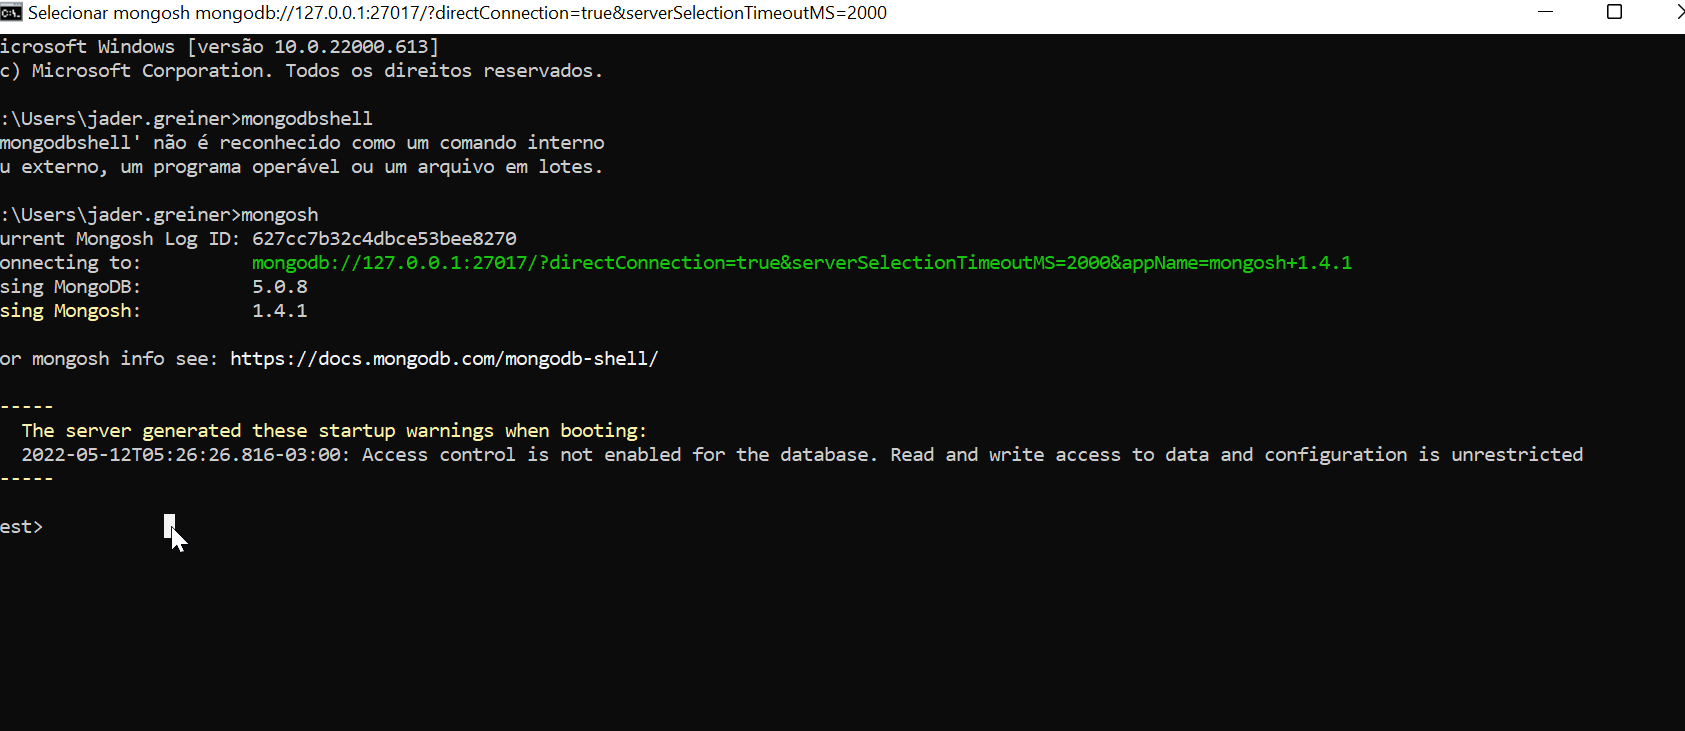 Selecionar mongosh mongodb://127.0.0.1:27017/?directConnection=true&serverSelectionTimeoutMS=2000
icrosoft Windows [versão 10.0.22000.613]
c) Microsoft Corporation. Todos os direitos reservados.
:\Users\jader.greiner>mongodbshell
mongodbshell' não é reconhecido como um comando interno
u externo, um programa operável ou um arquivo em lotes.
:\Users\jader.greiner>mongosh
urrent Mongosh Log ID: 627cc7b32c4dbce53bee8270
onnecting to: mongodb://127.0.0.1:27017/?directConnection=true&serverSelectionTimeoutMS=2000&appName=mongosh+1.4.1
sing MongoDB: 5.0.8
sing Mongosh: 1.4.1
or mongosh info see: https://docs.mongodb.com/mongodb-shell/
-----
The server generated these startup warnings when booting:
2022-05-12T05:26:26.816-03:00: Access control is not enabled for the database. Read and write access to data and configuration is unrestricted
-----
est>